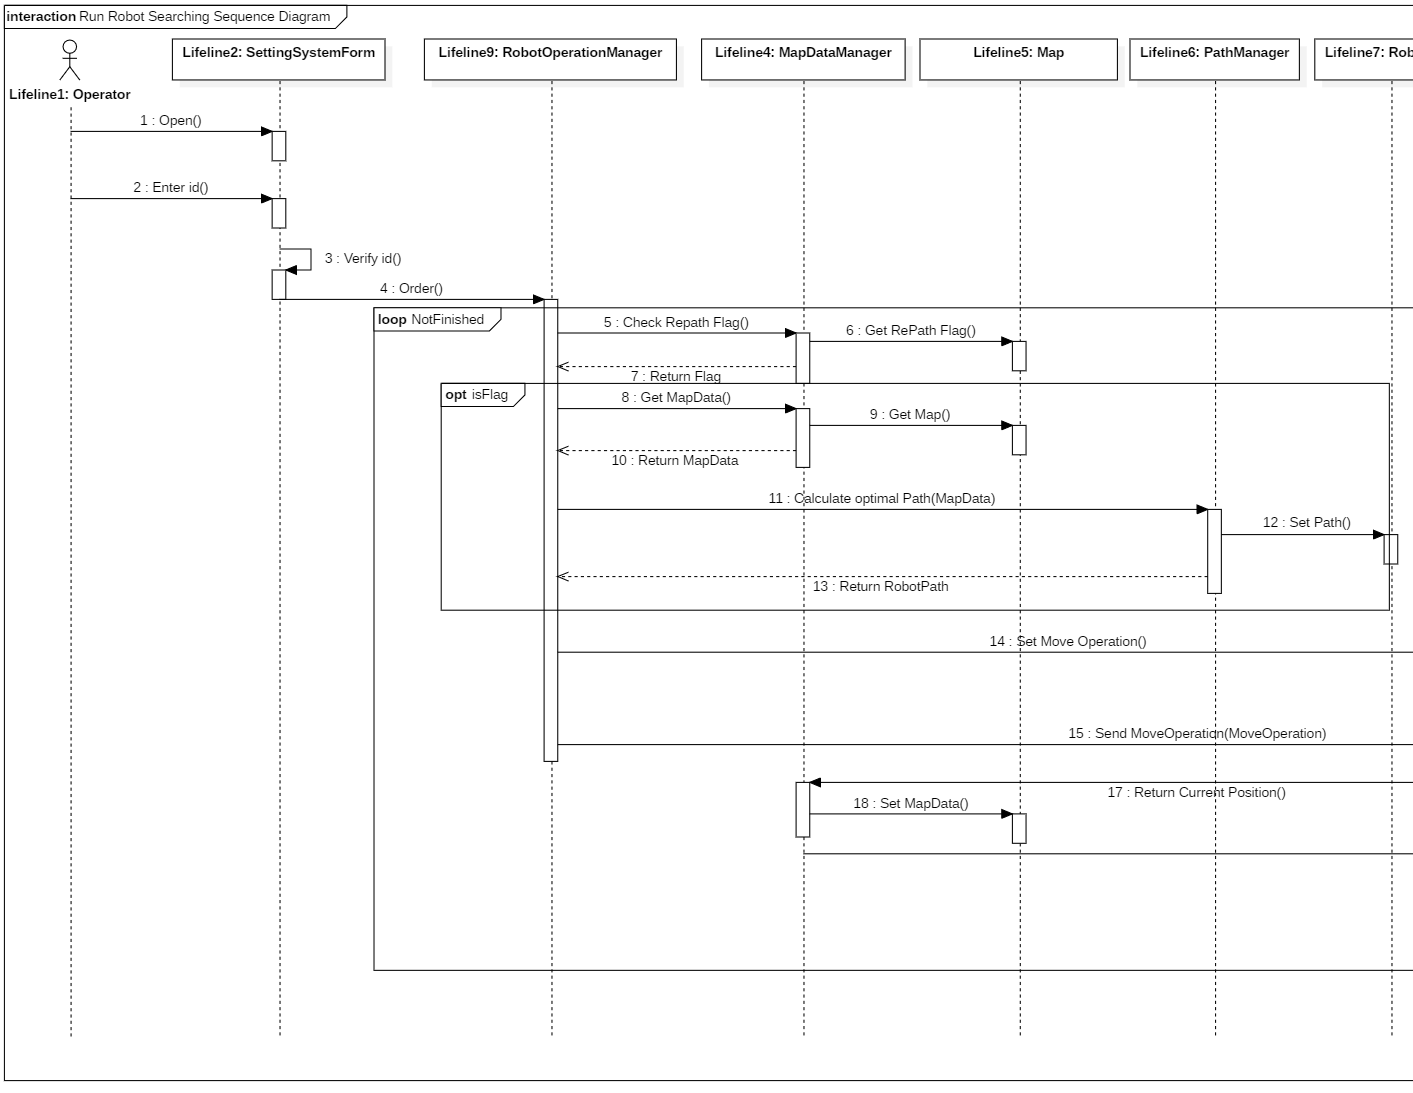 interaction Run Robot Searching Sequence Diagram
Lifeline2: SettingSystemForm
Lifeline9: RobotOperationManager
Lifeline4: MapDataManager
Lifeline5: Map
Lifeline6: PathManager
Lifeline7: Rob
Lifeline1: Operator
1 : Open()
2 : Enter id()
3 : Verify id()
4 : Order()
loop NotFinished
5 : Check Repath Flag()
6 : Get RePath Flag()
7 : Return Flag
opt isFlag
8 : Get MapData()
9 : Get Map()
10 : Return MapData
11 : Calculate optimal Path(MapData)
12 : Set Path()
13 : Return RobotPath
14 : Set Move Operation()
15 : Send MoveOperation(MoveOperation)
17 : Return Current Position()
18 : Set MapData()